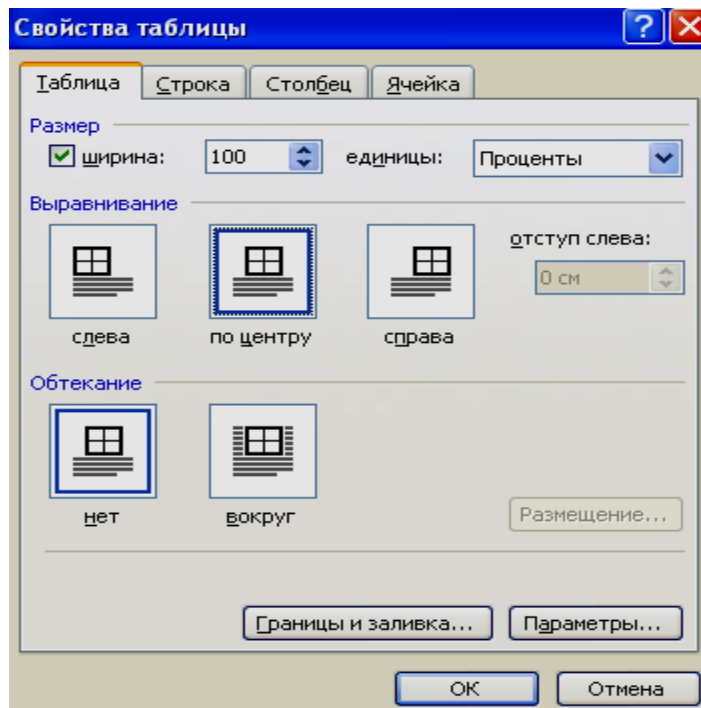 Свойства таблицы
Таблица Строка Столбец Ячейка
Размер
ширина: 100 единицы: Проценты
Выравнивание
отступ слева:
0 см
слева по центру справа
Обтекание
нет вокруг
Размещение...
Границы и заливка... Параметры...
ОК Отмена